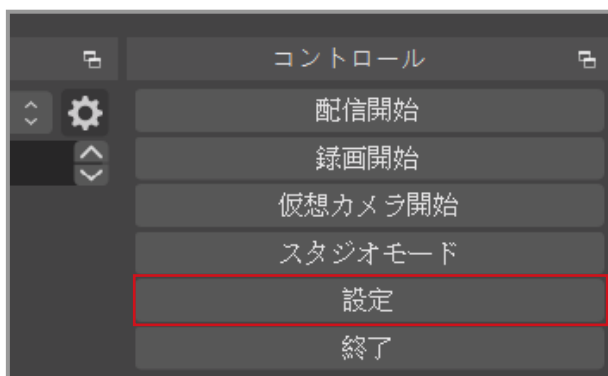 コントロール
配信開始
録画開始
仮想カメラ開始
スタジオモード
設定
終了